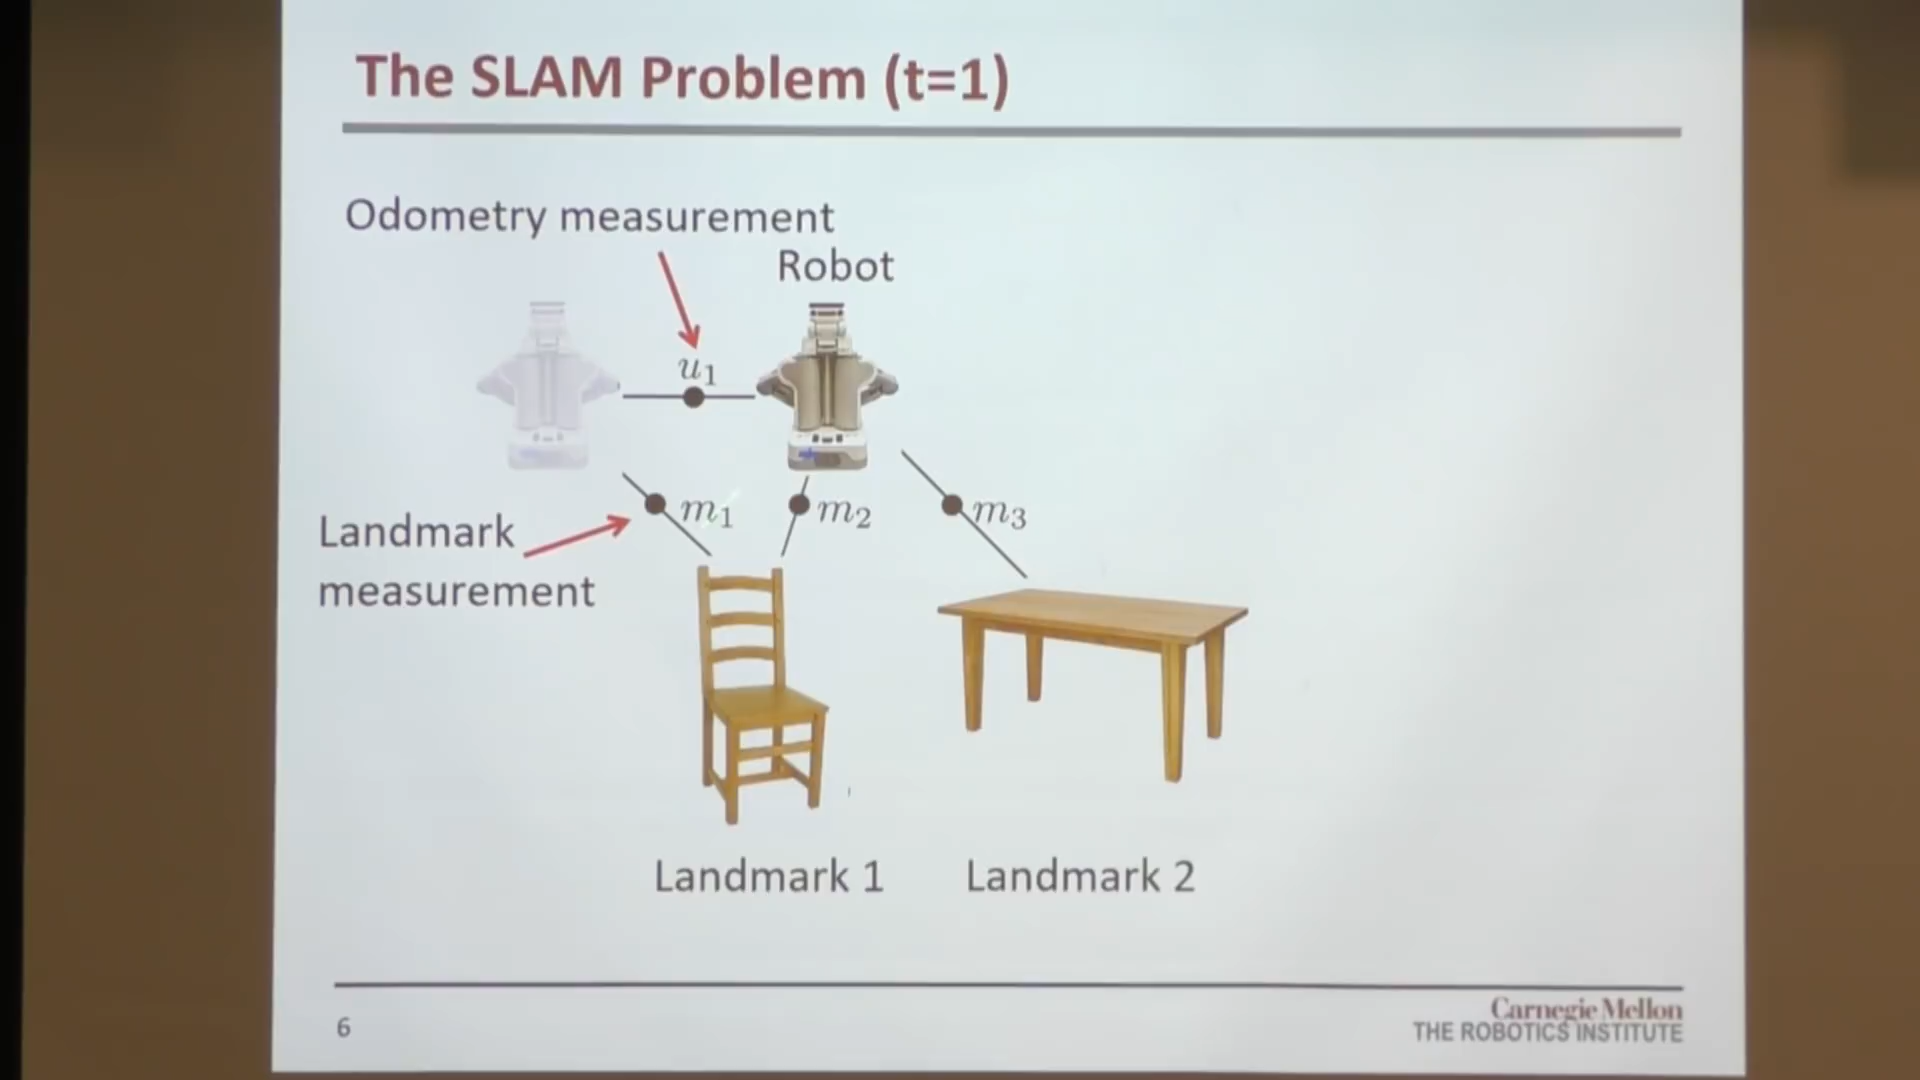 The SLAM Problem (t=1)
Odometry measurement
Robot
u1
m1
m2
m3
Landmark
measurement
Landmark 1
Landmark 2
6
Carnegie Mellon
THE ROBOTICS INSTITUTE